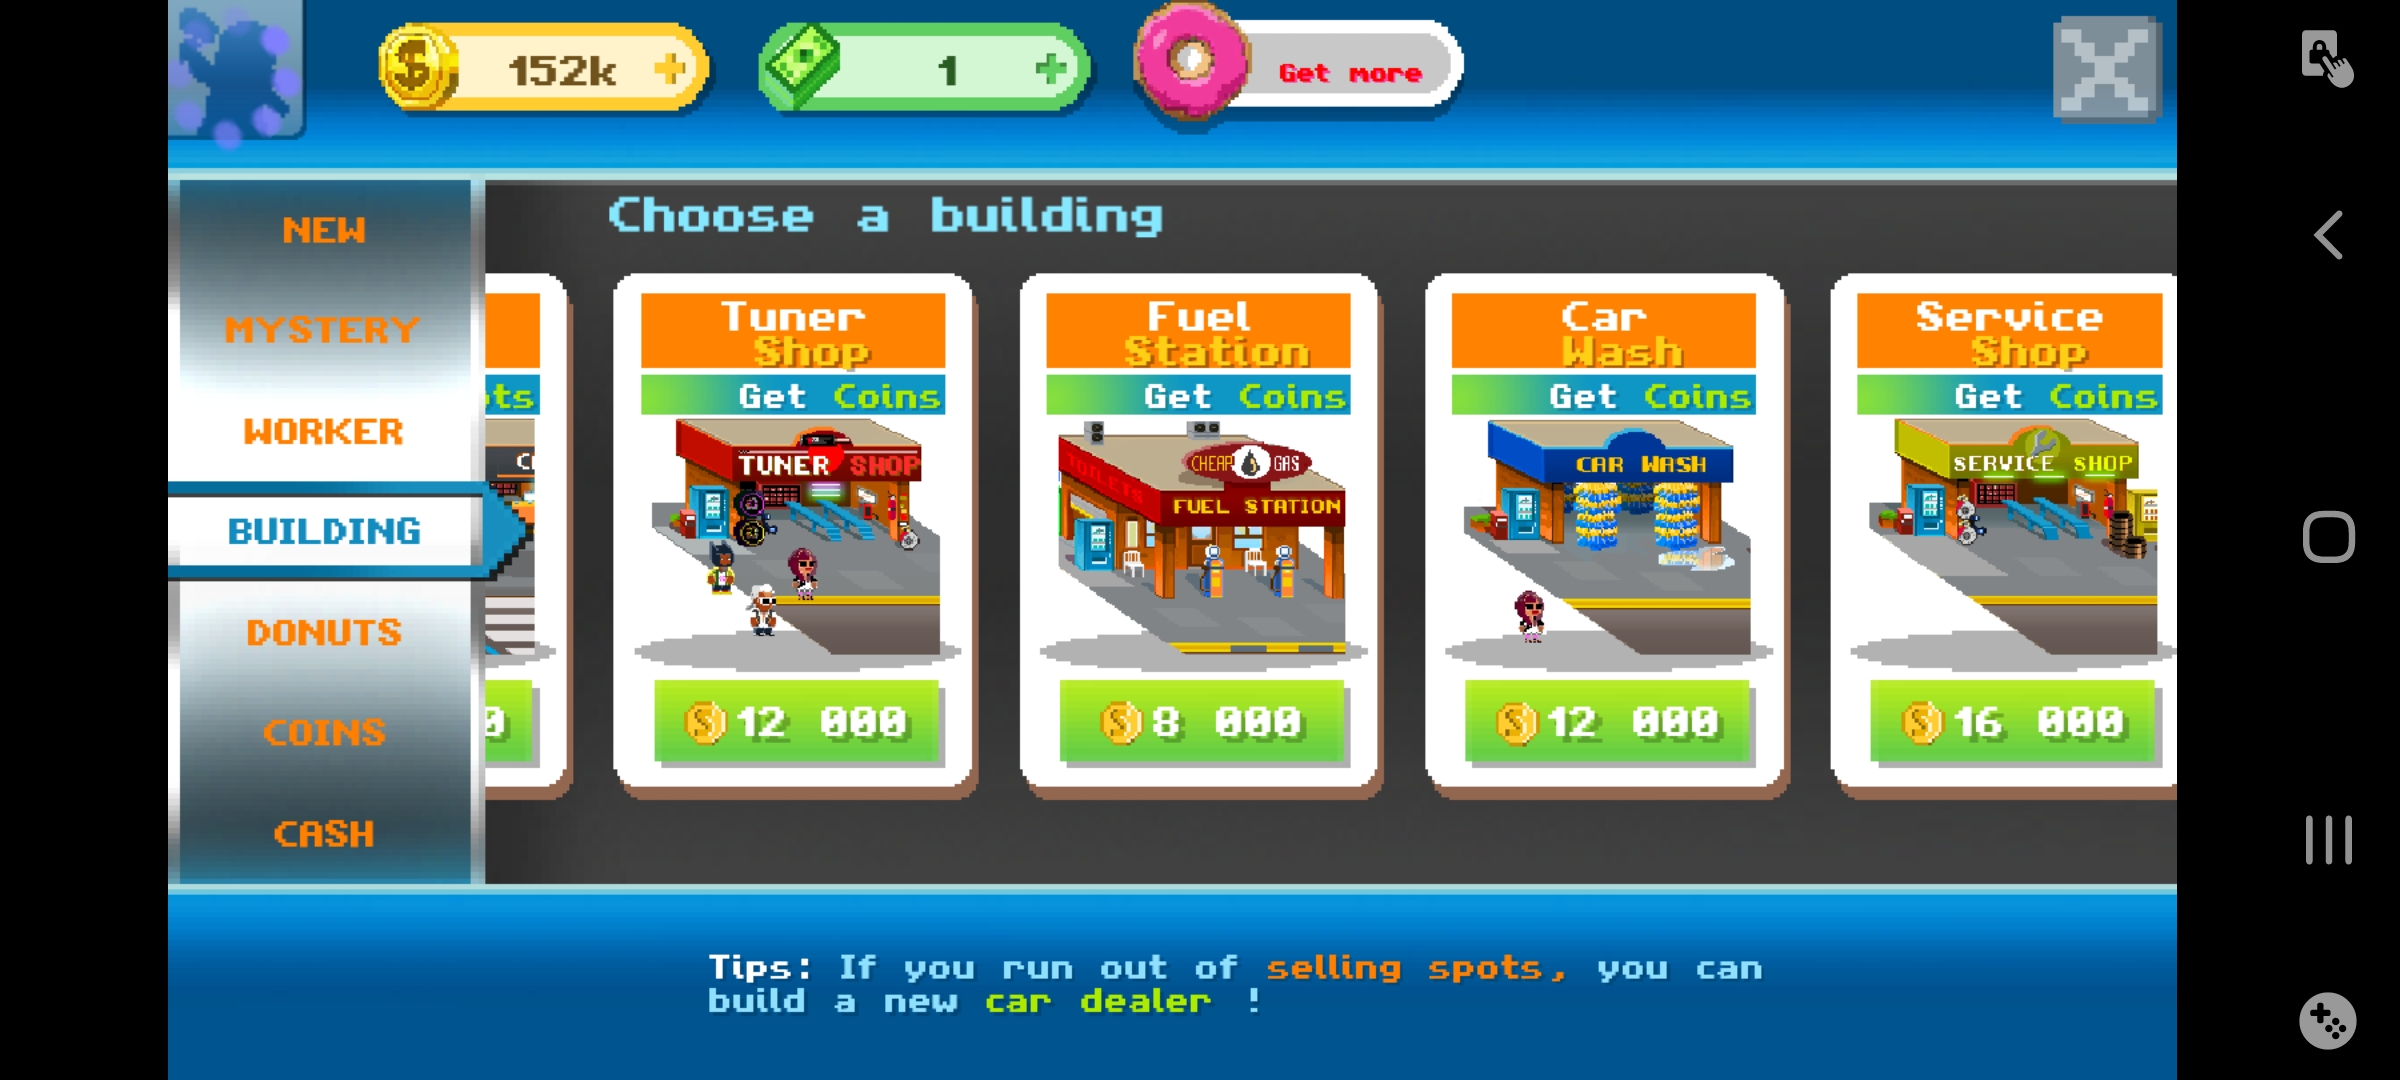 152k
1
Get more
NEW
MYSTERY
WORKER
BUILDING
DONUTS
COINS
CASH
Choose a building
ts
Tuner
Shop
Get Coins
TUNER SHOP
12 000
Fuel
Station
Get Coins
TOILETS
CHEAP GAS
FUEL STATION
8 000
Car
Wash
Get Coins
CAR WASH
12 000
Service
Shop
Get Coins
SERVICE SHOP
16 000
Tips: If you run out of selling spots, you can
build a new car dealer !